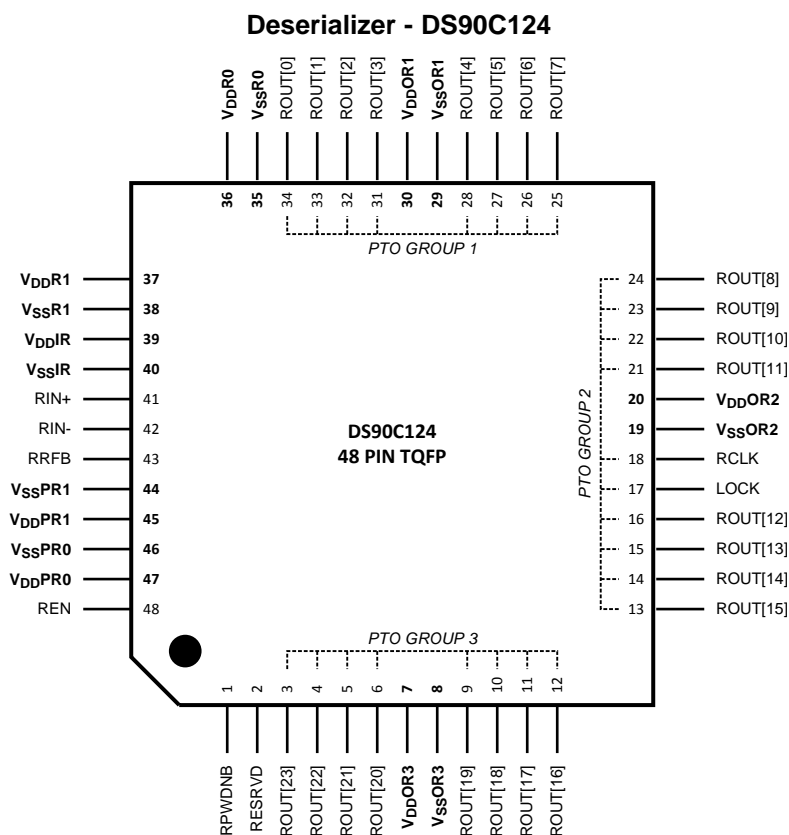 Deserializer - DS90C124
VDDR0
VSSR0
ROUT[0]
ROUT[1]
ROUT[2]
ROUT[3]
VDDOR1
VSSOR1
ROUT[4]
ROUT[5]
ROUT[6]
ROUT[7]
36
35
34
33
32
31
30
29
28
27
26
25
PTO GROUP 1
VDDR1 37
VSSR1 38
VDDIR 39
VSSIR 40
RIN+ 41
RIN- 42
RRFB 43
VSSPR1 44
VDDPR1 45
VSSPR0 46
VDDPR0 47
REN 48
DS90C124
48 PIN TQFP
PTO GROUP 2
24 ROUT[8]
23 ROUT[9]
22 ROUT[10]
21 ROUT[11]
20 VDDOR2
19 VSSOR2
18 RCLK
17 LOCK
16 ROUT[12]
15 ROUT[13]
14 ROUT[14]
13 ROUT[15]
PTO GROUP 3
1
2
3
4
5
6
7
8
9
10
11
12
RPWDNB
RESRVD
ROUT[23]
ROUT[22]
ROUT[21]
ROUT[20]
VDDOR3
VSSOR3
ROUT[19]
ROUT[18]
ROUT[17]
ROUT[16]